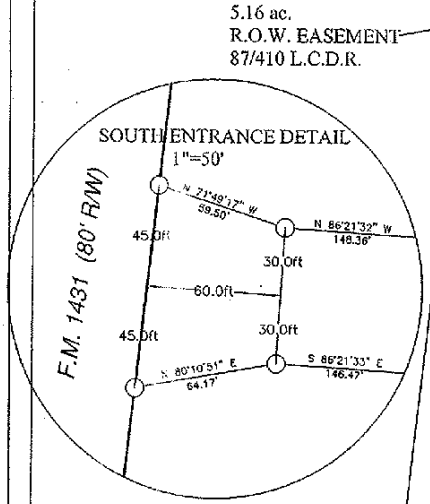 5.16 ac.
R.O.W. EASEMENT
87/410 L.C.D.R.
SOUTH ENTRANCE DETAIL
1"=50'
F.M. 1431 (80' R/W)
N 71°49'17" W
59.50'
N 86°21'32" W
148.36'
45.0ft
30.0ft
60.0ft
45.0ft
30.0ft
80°10'51" E
64.17'
S 86°21'33" E
146.47'